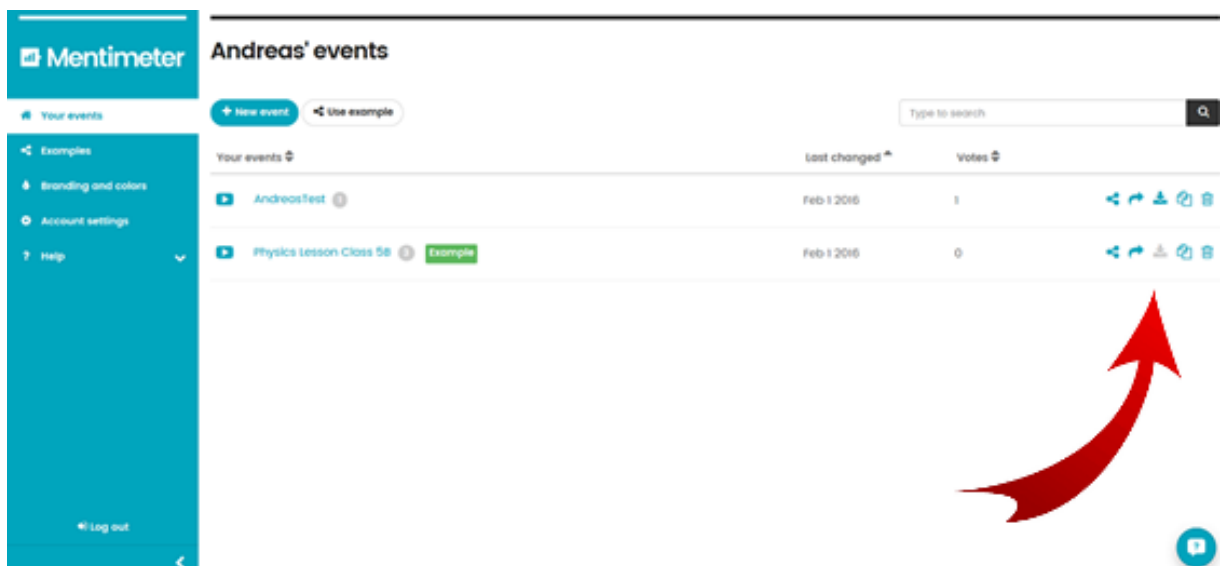 Mentimeter
Andreas' events
Your events
+ New event
Use example
Type to search
Examples
Your events
Last changed
Votes
Branding and colors
AndreasTest 1
Feb 1 2016
1
Account settings
? Help
Physics Lesson Class 5B
Example
Feb 1 2016
0
Log out